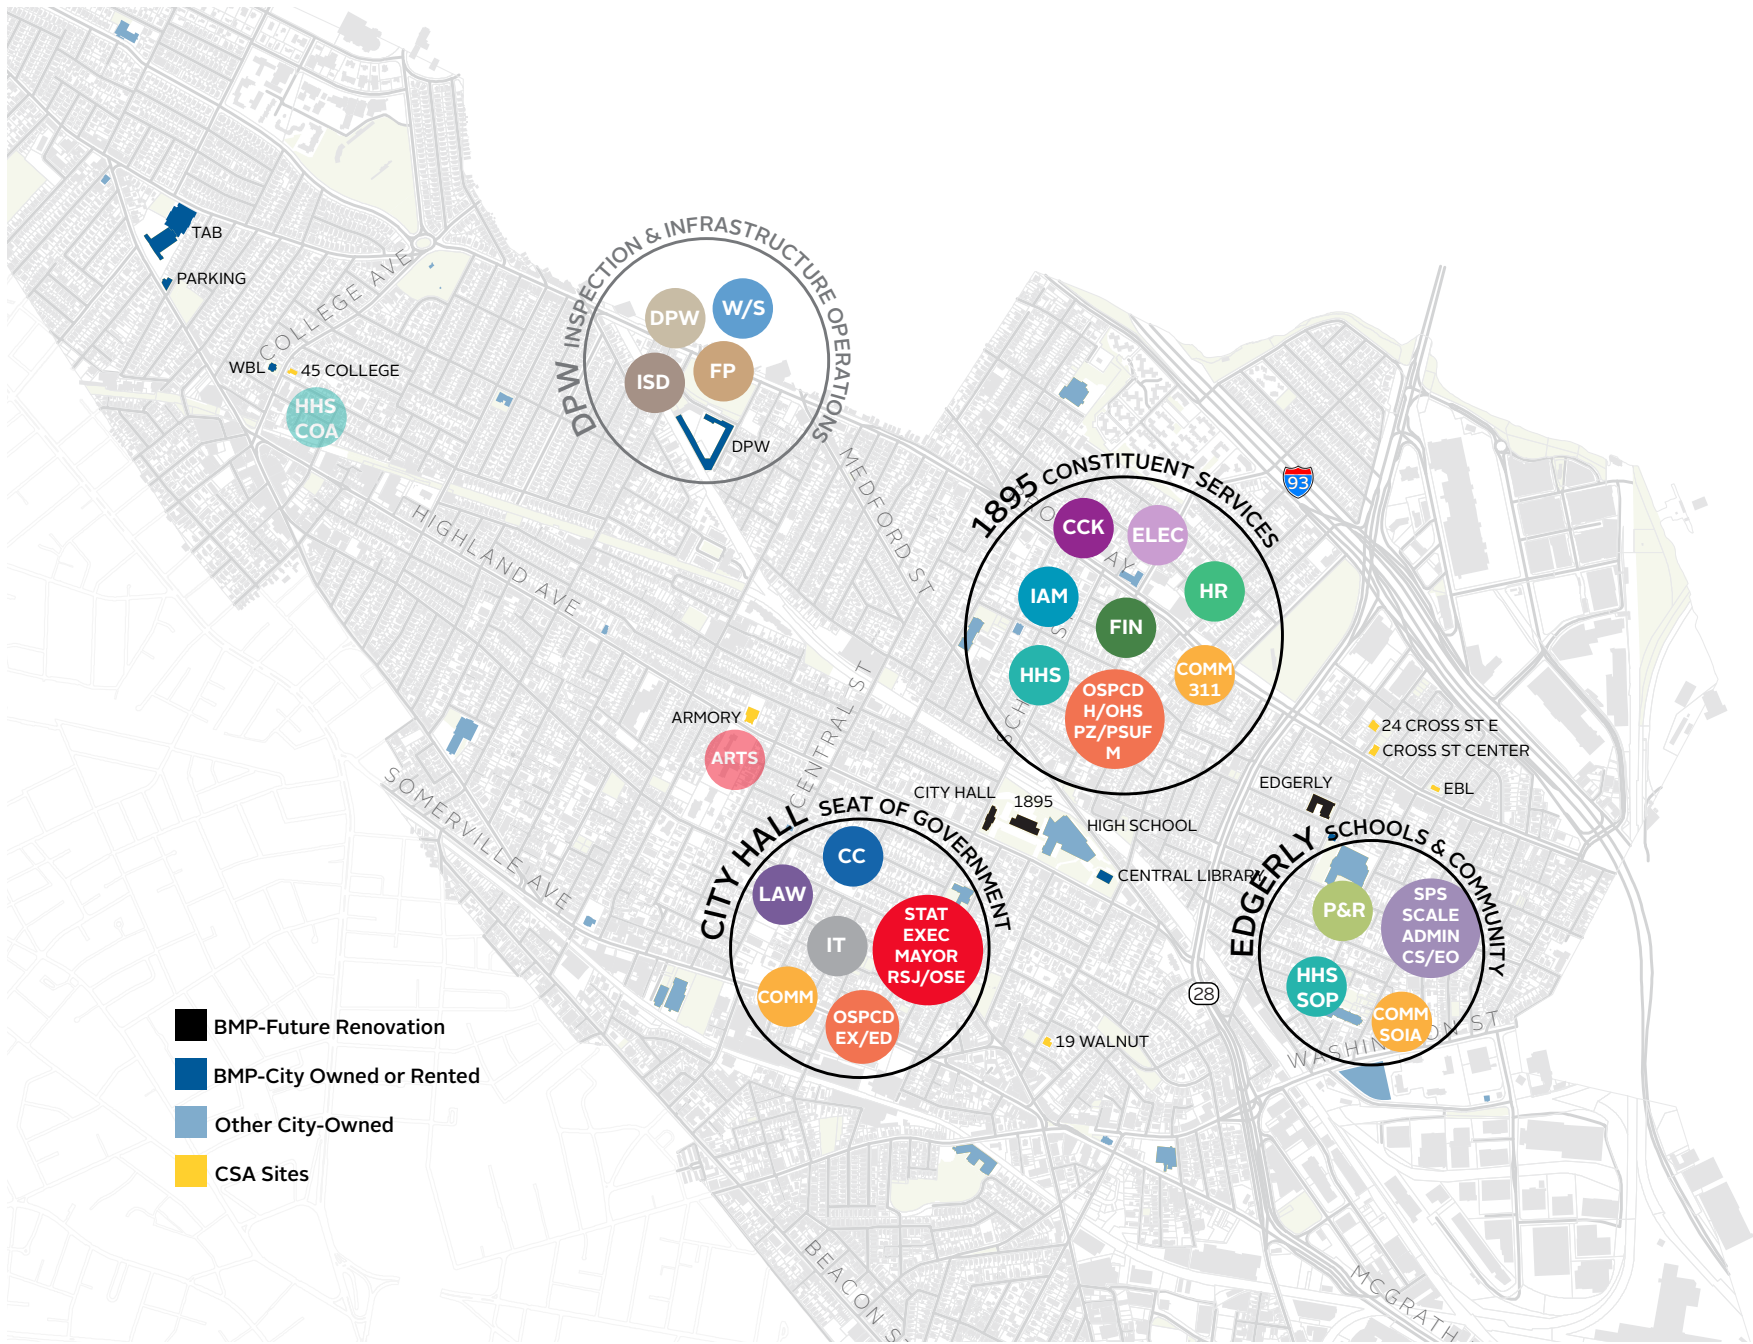 TAB
PARKING
COLLEGE AVE
WBL
45 COLLEGE
HHS
COA
DPW INSPECTION & INFRASTRUCTURE OPERATIONS
DPW
W/S
ISD
FP
DPW
MEDFORD ST
HIGHLAND AVE
1895 CONSTITUENT SERVICES
93
CCK
ELEC
AY
IAM
HR
FIN
HHS
COMM
311
OSPCD
H/OHS
PZ/PSUF
M
SCH
ARMORY
ARTS
CENTRAL ST
24 CROSS ST E
CROSS ST CENTER
EDGERLY
EBL
CITY HALL
1895
HIGH SCHOOL
CENTRAL LIBRARY
SOMERVILLE AVE
CITY HALL SEAT OF GOVERNMENT
CC
LAW
IT
STAT
EXEC
MAYOR
RSJ/OSE
COMM
OSPCD
EX/ED
EDGERLY SCHOOLS & COMMUNITY
P&R
SPS
SCALE
ADMIN
CS/EO
HHS
SOP
COMM
SOIA
28
19 WALNUT
WASHIN ON ST
BMP-Future Renovation
BMP-City Owned or Rented
Other City-Owned
CSA Sites
BEACON S
MCGRATH